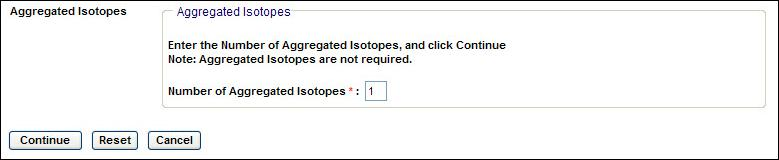 Aggregated Isotopes
Aggregated Isotopes
Enter the Number of Aggregated Isotopes, and click Continue
Note: Aggregated Isotopes are not required.
Number of Aggregated Isotopes * : 1
Continue Reset Cancel